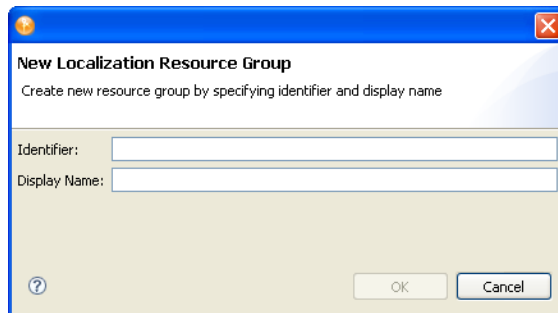 New Localization Resource Group
Create new resource group by specifying identifier and display name
Identifier:
Display Name:
?
OK
Cancel